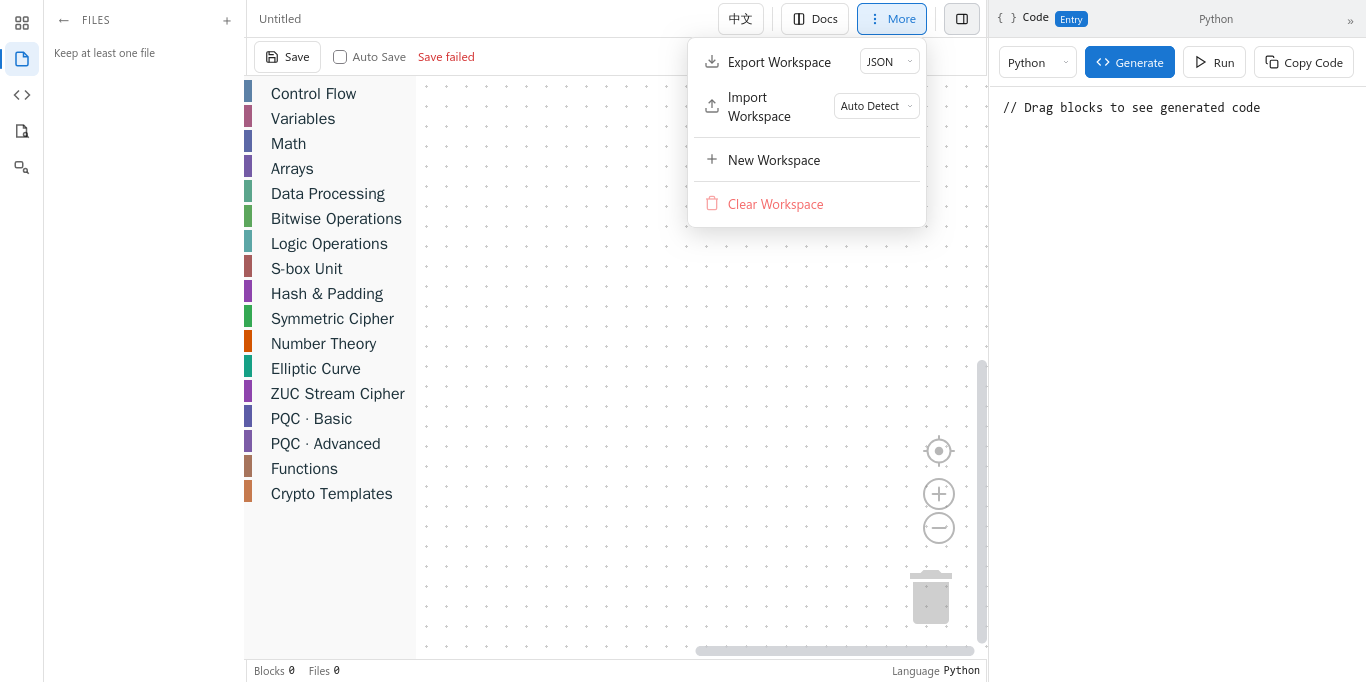 FILES
Keep at least one file
Untitled
中文
Docs
More
Save
Auto Save
Save failed
Control Flow
Variables
Math
Arrays
Data Processing
Bitwise Operations
Logic Operations
S-box Unit
Hash & Padding
Symmetric Cipher
Number Theory
Elliptic Curve
ZUC Stream Cipher
PQC · Basic
PQC · Advanced
Functions
Crypto Templates
Export Workspace
JSON
Import
Workspace
Auto Detect
New Workspace
Clear Workspace
{ } Code
Entry
Python
»
Python
Generate
Run
Copy Code
// Drag blocks to see generated code
Blocks 0
Files 0
Language Python